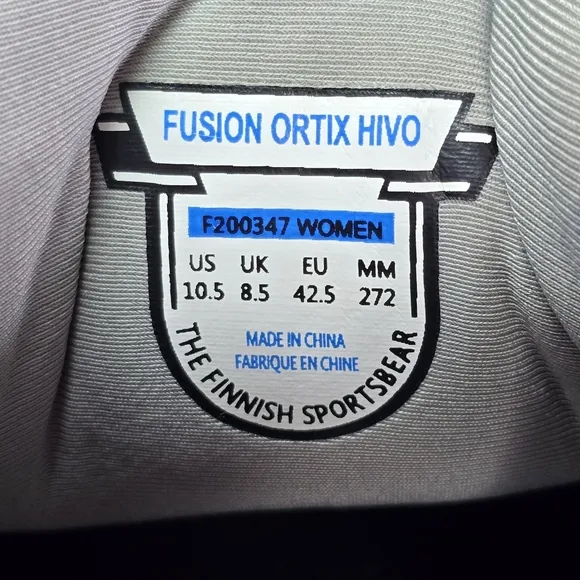 FUSION ORTIX HIVO
F200347 WOMEN
US UK EU MM
10.5 8.5 42.5 272
MADE IN CHINA
FABRIQUE EN CHINE
THE FINNISH SPORTSBEAR